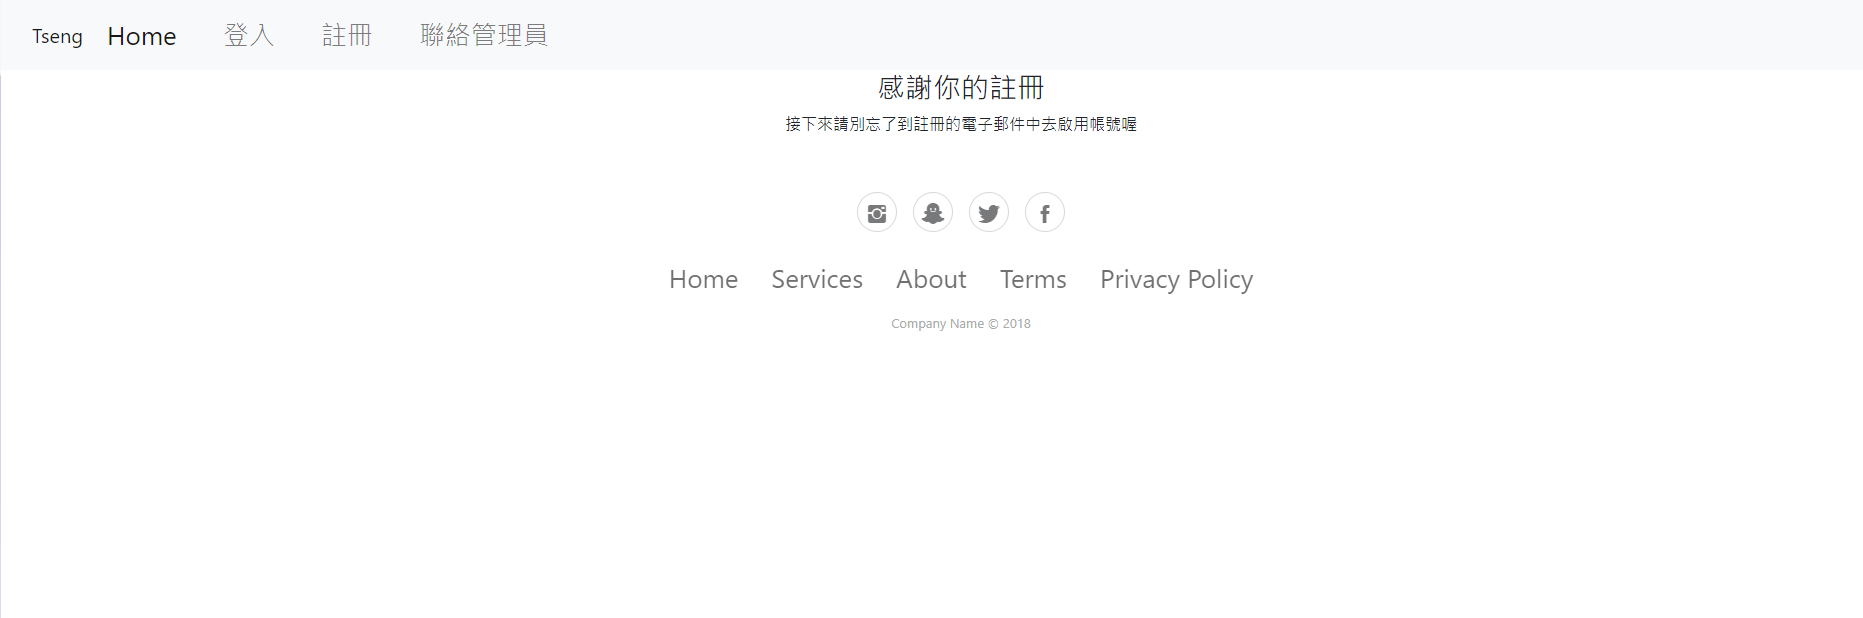 Tseng Home 登入 註冊 聯絡管理員
感謝你的註冊
接下來請別忘了到註冊的電子郵件中去啟用帳號喔
Home Services About Terms Privacy Policy
Company Name © 2018